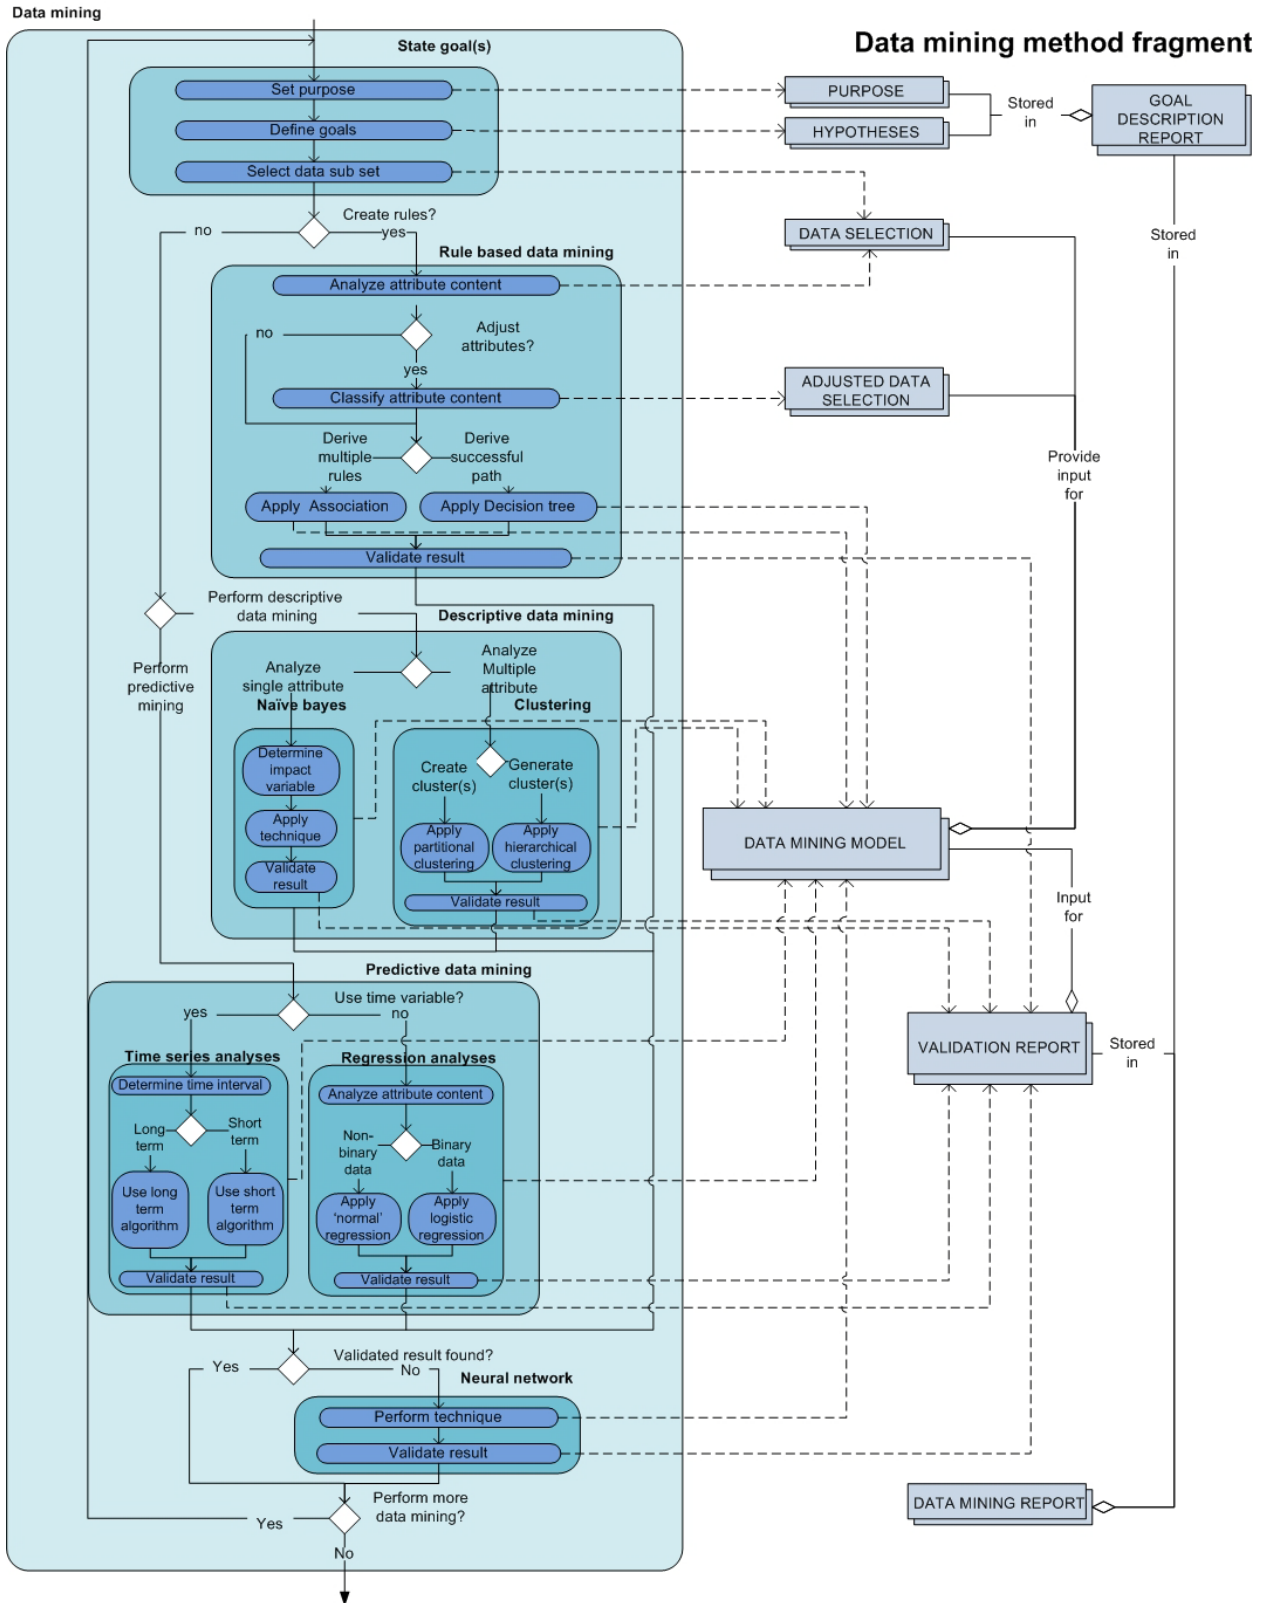 Data mining
Data mining method fragment
State goal(s)
Set purpose
Define goals
Select data sub set
PURPOSE
HYPOTHESES
Stored
in
GOAL
DESCRIPTION
REPORT
Create rules?
no
yes
DATA SELECTION
Stored
in
Rule based data mining
Analyze attribute content
no
Adjust
attributes?
yes
Classify attribute content
ADJUSTED DATA
SELECTION
Derive
multiple
rules
Derive
successful
path
Provide
input
for
Apply Association
Apply Decision tree
Validate result
Perform descriptive
data mining
Descriptive data mining
Perform
predictive
mining
Analyze
single attribute
Analyze
Multiple
attribute
Naïve bayes
Clustering
Determine
impact
variable
Apply
technique
Validate
result
Create
cluster(s)
Generate
cluster(s)
Apply
partitional
clustering
Apply
hierarchical
clustering
Validate result
DATA MINING MODEL
Input
for
Predictive data mining
Use time variable?
yes
no
VALIDATION REPORT
Stored
in
Time series analyses
Regression analyses
Determine time interval
Analyze attribute content
Long
term
Short
term
Non-
binary
data
Binary
data
Use long
term
algorithm
Use short
term
algorithm
Apply
‘normal’
regression
Apply
logistic
regression
Validate result
Validate result
Validated result found?
Yes
No
Neural network
Perform technique
Validate result
Perform more
data mining?
Yes
No
DATA MINING REPORT